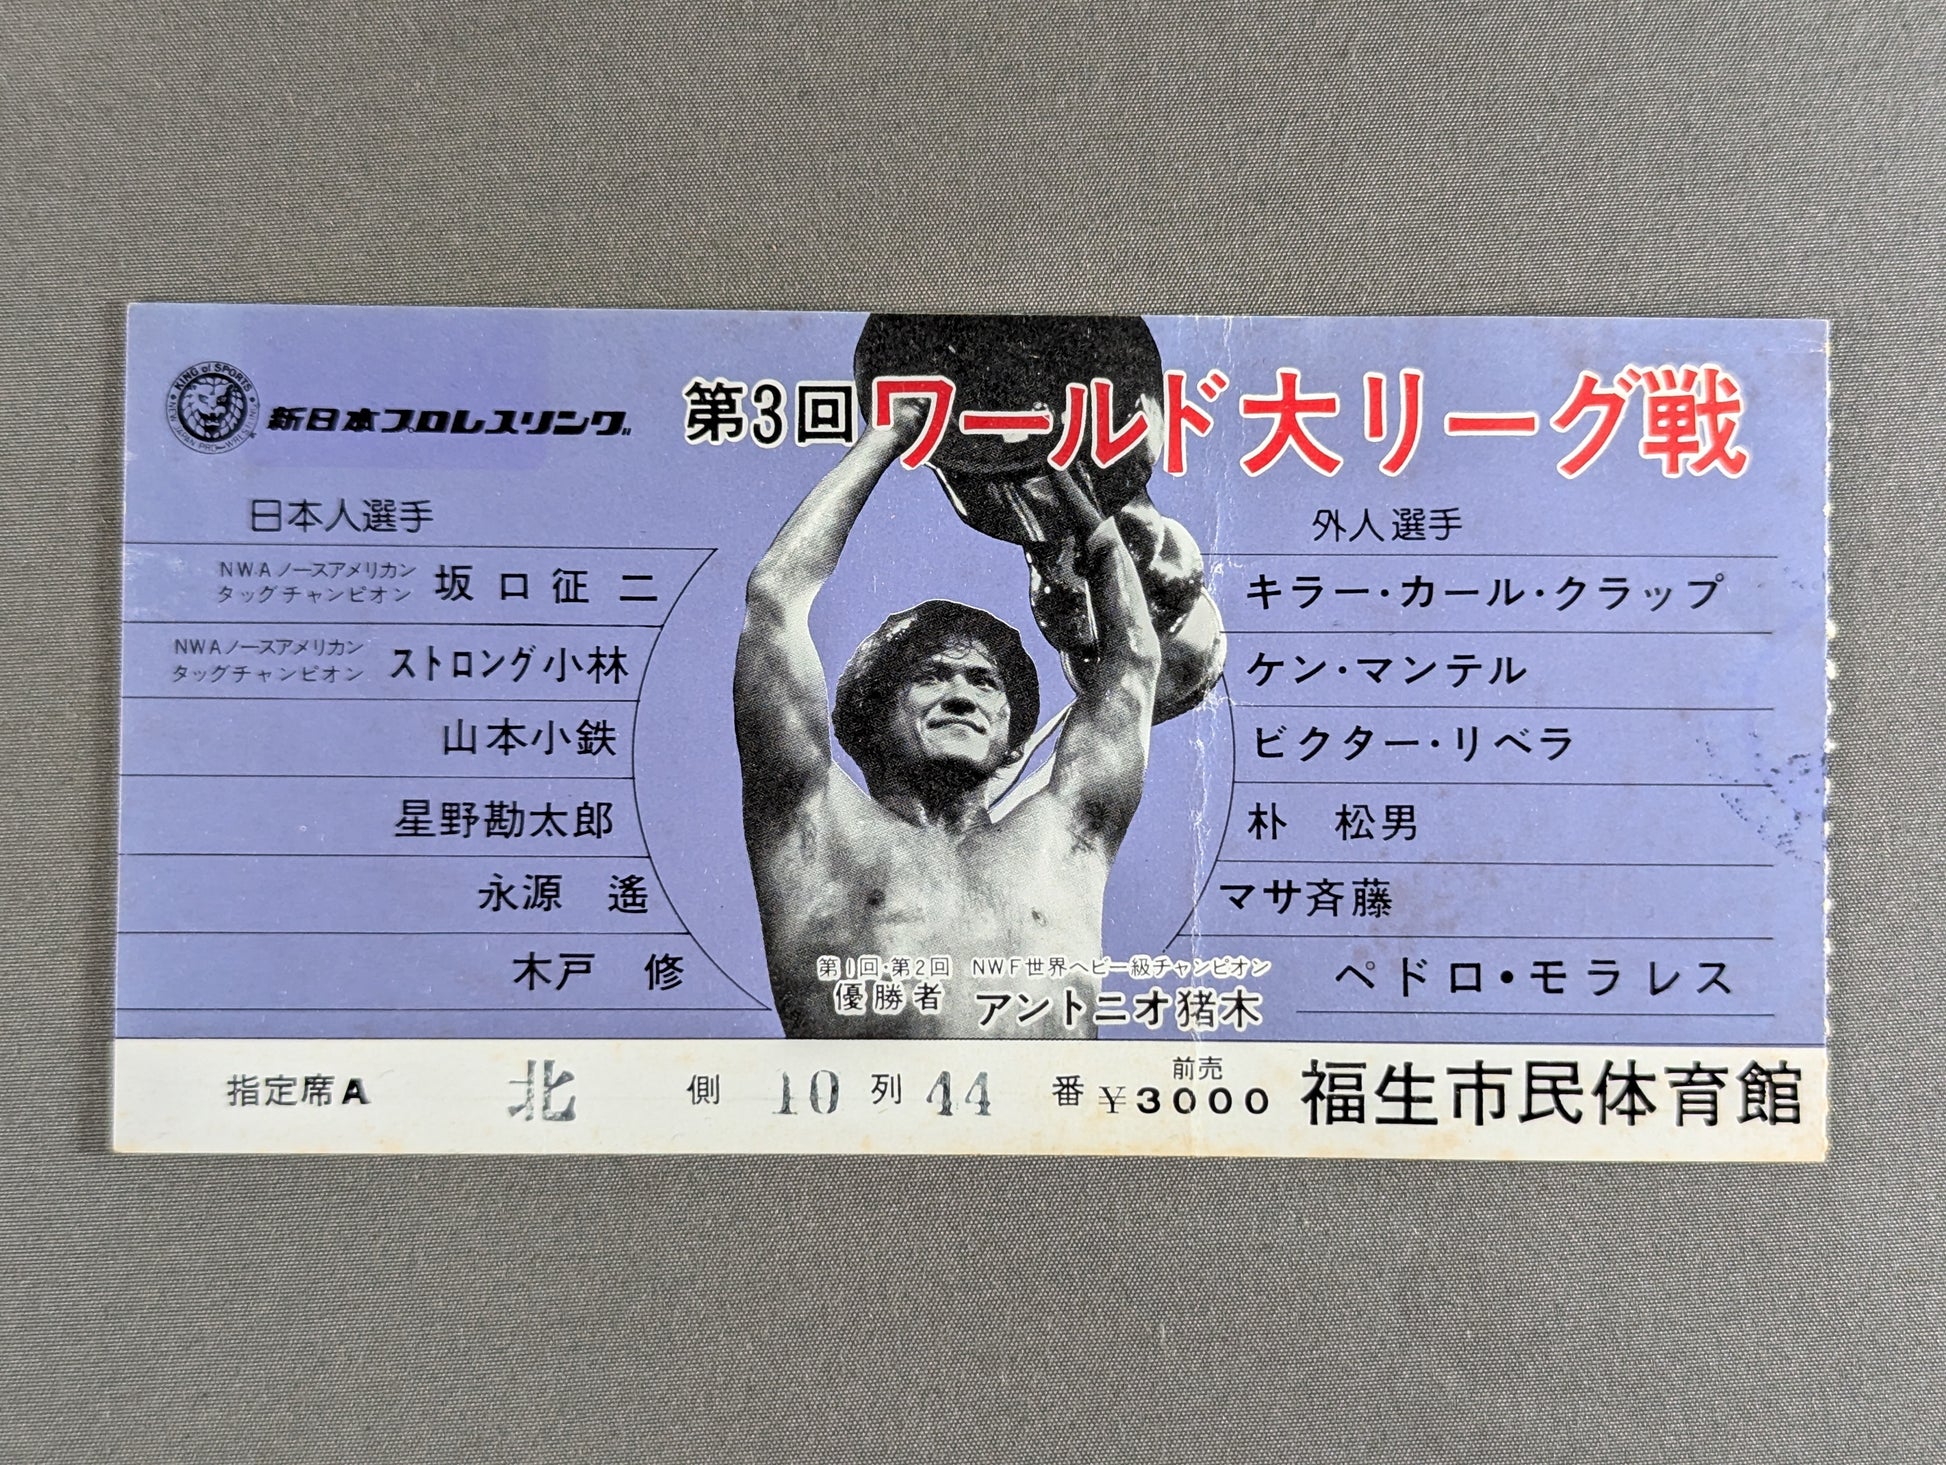 KING of SPORTS
NEW JAPAN PRO-WRESTLING
新日本プロレスリング
第3回ワールド大リーグ戦
日本人選手
NWAノースアメリカン
タッグチャンピオン
坂口征二
NWAノースアメリカン
タッグチャンピオン
ストロング小林
山本小鉄
星野勘太郎
永源 遙
木戸 修
外人選手
キラー・カール・クラップ
ケン・マンテル
ビクター・リベラ
朴 松男
マサ斉藤
ペドロ・モラレス
第1回・第2回
優勝者
NWF世界ヘビー級チャンピオン
アントニオ猪木
指定席A 北 側 10 列 44 番 前売 ¥3000 福生市民体育館